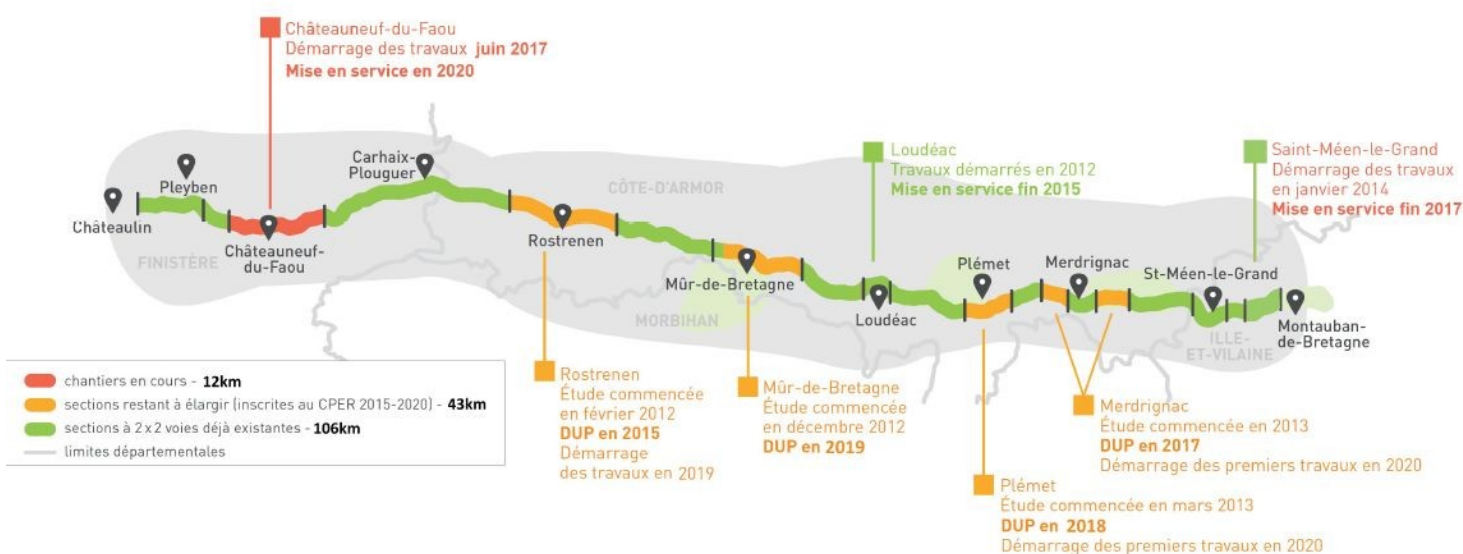 Châteauneuf-du-Faou
Démarrage des travaux juin 2017
Mise en service en 2020
Loudéac
Travaux démarrés en 2012
Mise en service fin 2015
Saint-Méen-le-Grand
Démarrage des travaux
en janvier 2014
Mise en service fin 2017
Châteaulin
Pleyben
Châteauneuf-
du-Faou
Carhaix-
Plouguer
Rostrenen
Mûr-de-Bretagne
Loudéac
Plémet
Merdrignac
St-Méen-le-Grand
Montauban-
de-Bretagne
FINISTÈRE
CÔTE-D'ARMOR
MORBIHAN
ILLE-
ET-VILAINE
chantiers en cours - 12km
sections restant à élargir (inscrites au CPER 2015-2020) - 43km
sections à 2 x 2 voies déjà existantes - 106km
limites départementales
Rostrenen
Étude commencée
en février 2012
DUP en 2015
Démarrage
des travaux en 2019
Mûr-de-Bretagne
Étude commencée
en décembre 2012
DUP en 2019
Merdrignac
Étude commencée en 2013
DUP en 2017
Démarrage des premiers travaux en 2020
Plémet
Étude commencée en mars 2013
DUP en 2018
Démarrage des premiers travaux en 2020